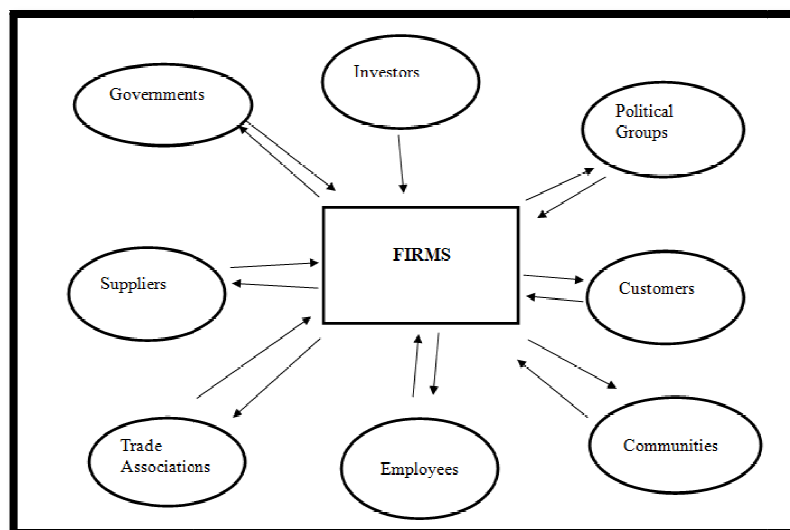 Governments
Investors
Political
Groups
FIRMS
Suppliers
Customers
Trade
Associations
Employees
Communities